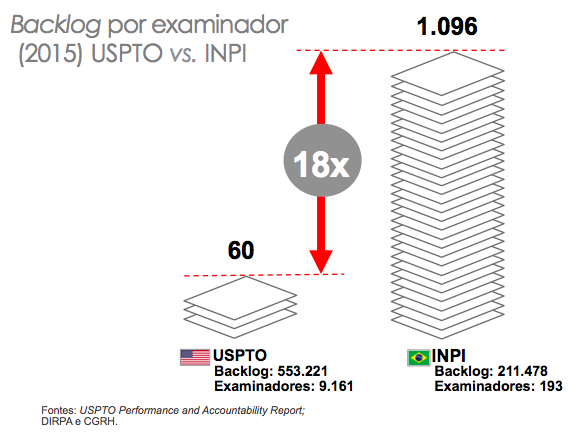 Backlog por examinador
(2015) USPTO vs. INPI
1.096
18x
60
USPTO
Backlog: 553.221
Examinadores: 9.161
INPI
Backlog: 211.478
Examinadores: 193
Fontes: USPTO Performance and Accountability Report;
DIRPA e CGRH.